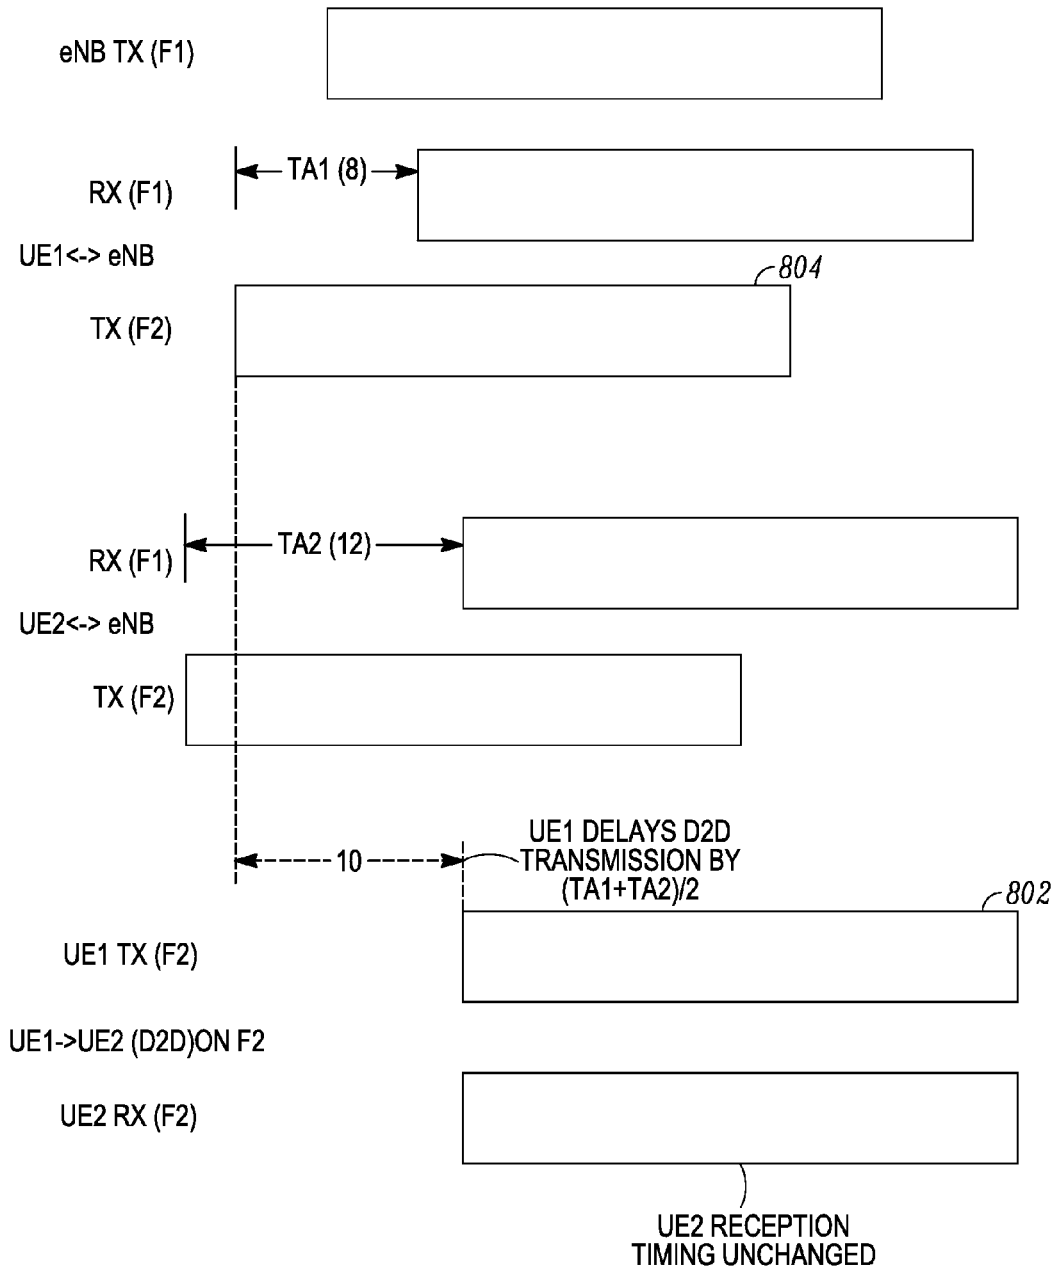 eNB TX (F1)
TA1 (8)
RX (F1)
UE1<-> eNB
804
TX (F2)
TA2 (12)
RX (F1)
UE2<-> eNB
TX (F2)
UE1 DELAYS D2D
10
TRANSMISSION BY
(TA1+TA2)/2
802
UE1 TX (F2)
UE1->UE2 (D2D)ON F2
UE2 RX (F2)
UE2 RECEPTION
TIMING UNCHANGED